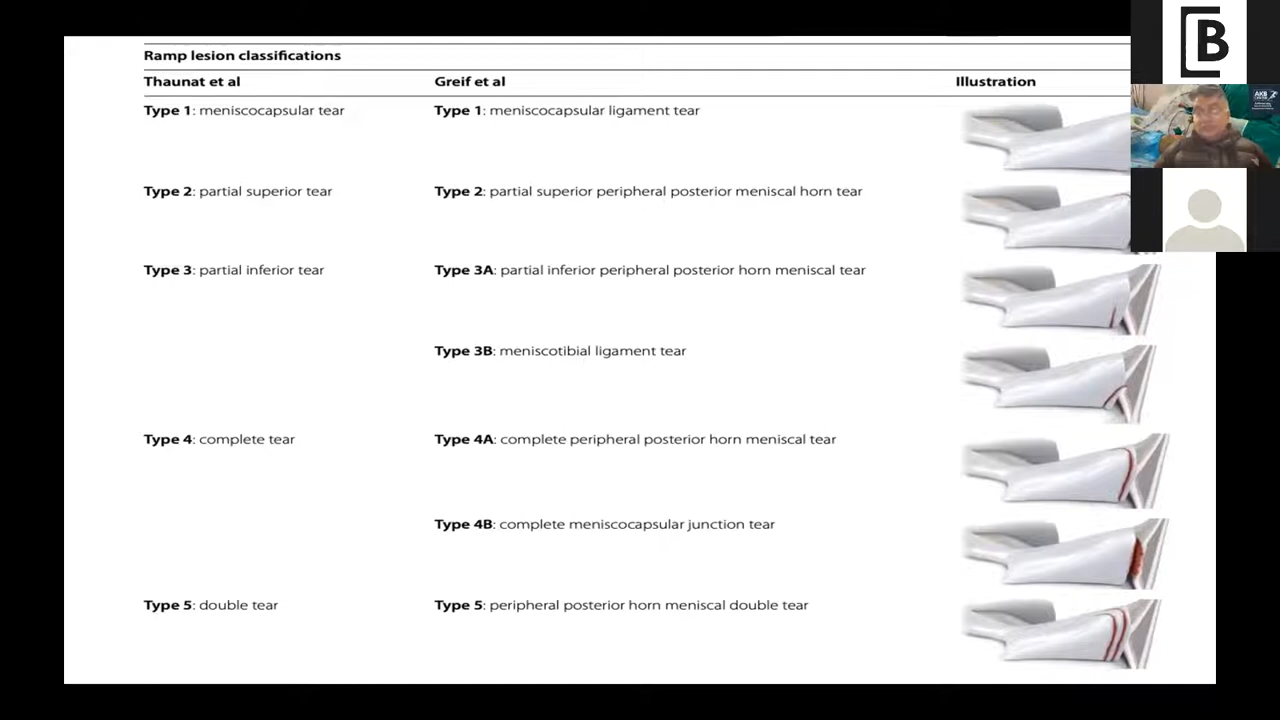 Ramp lesion classifications
Thaunat et al Greif et al Illustration
Type 1: meniscocapsular tear Type 1: meniscocapsular ligament tear
Type 2: partial superior tear Type 2: partial superior peripheral posterior meniscal horn tear
Type 3: partial inferior tear Type 3A: partial inferior peripheral posterior horn meniscal tear
Type 3B: meniscotibial ligament tear
Type 4: complete tear Type 4A: complete peripheral posterior horn meniscal tear
Type 4B: complete meniscocapsular junction tear
Type 5: double tear Type 5: peripheral posterior horn meniscal double tear
B
AKB